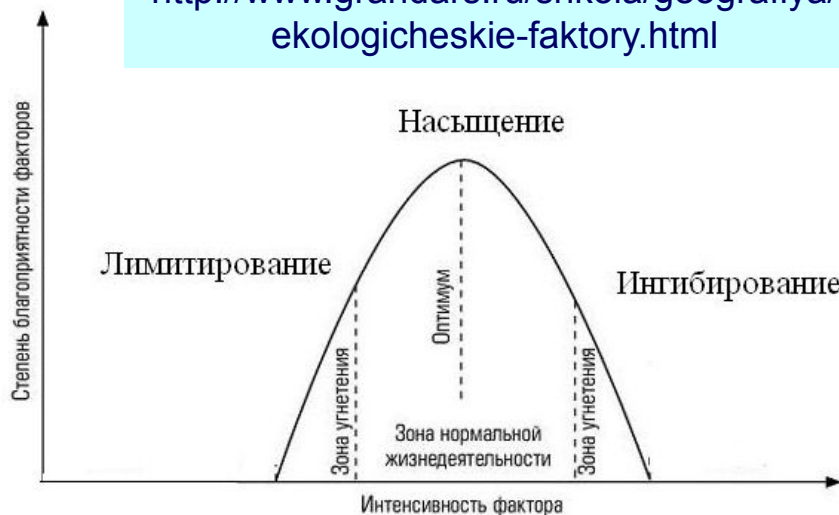 ekologicheskie-faktory.html
Насыщение
Лимитирование
Ингибирование
Степень благоприятности факторов
Оптимум
Зона угнетения
Зона угнетения
Зона нормальной
жизнедеятельности
Интенсивность фактора